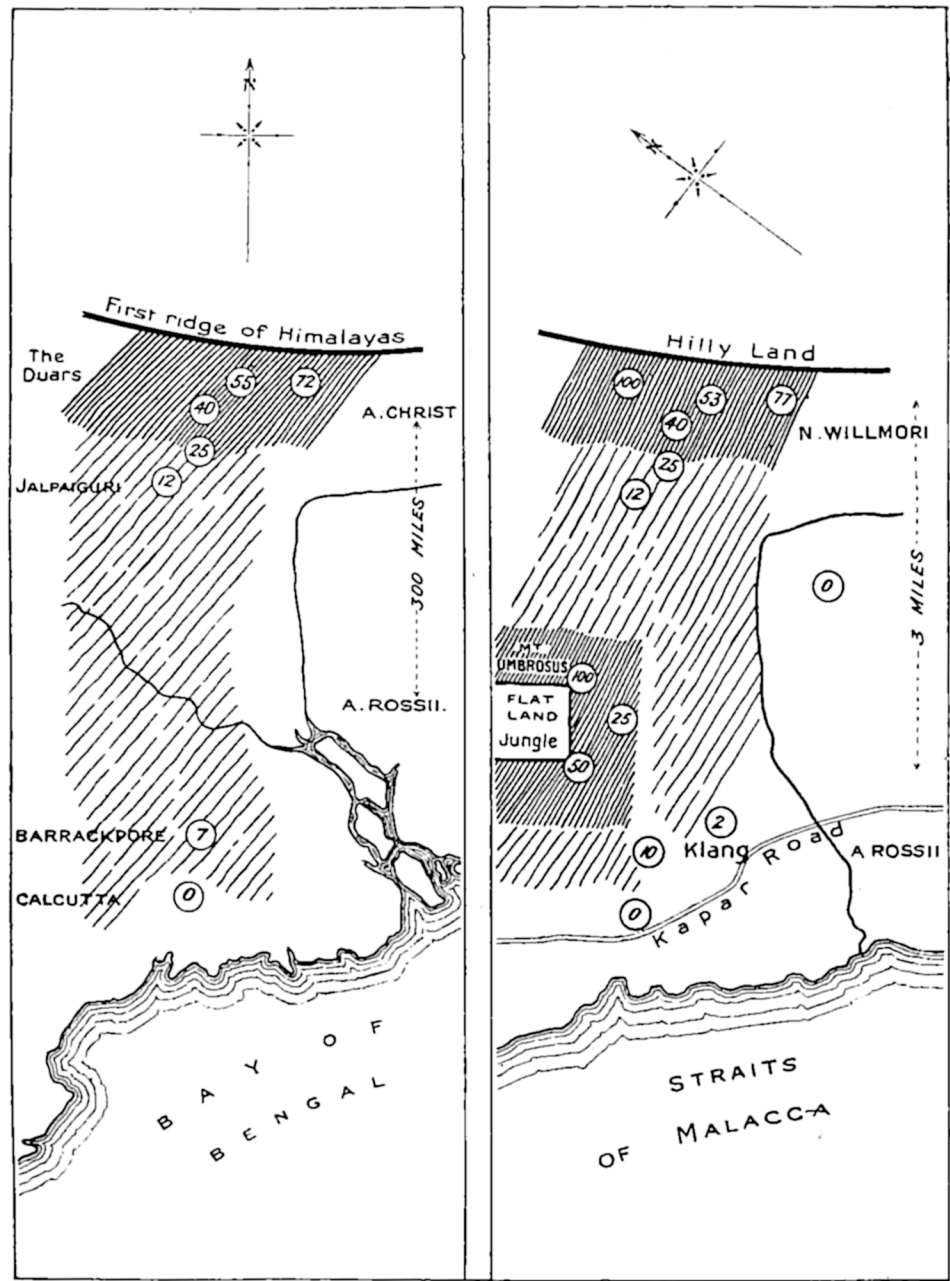 N
First ridge of Himalayas
The
Duars
55
72
40
A. CHRIST
25
JALPAIGURI
12
300 MILES
A. ROSSII.
BARRACKPORE
7
CALCUTTA
0
BAY OF
BENGAL
N
Hilly Land
100
53
77
40
N. WILLMORI
25
12
0
3 MILES
MT
UMBROSUS
100
FLAT
LAND
25
Jungle
50
2
10
Klang
A ROSSII
0
Kapar Road
STRAITS
OF MALACCA